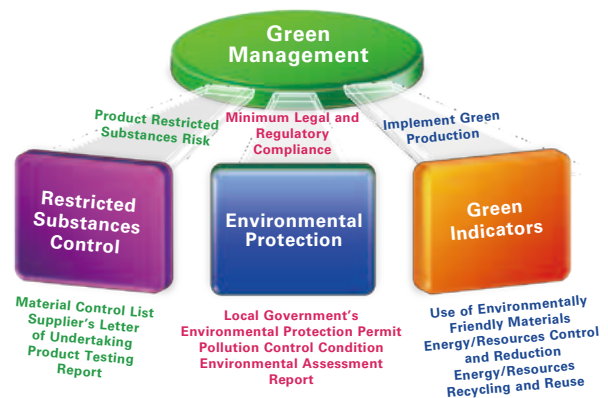 Green
Management
Product Restricted
Substances Risk
Minimum Legal and
Regulatory
Compliance
Implement Green
Production
Restricted
Substances
Control
Environmental
Protection
Green
Indicators
Material Control List
Supplier's Letter
of Undertaking
Product Testing
Report
Local Government's
Environmental Protection Permit
Pollution Control Condition
Environmental Assessment
Report
Use of Environmentally
Friendly Materials
Energy/Resources Control
and Reduction
Energy/Resources
Recycling and Reuse